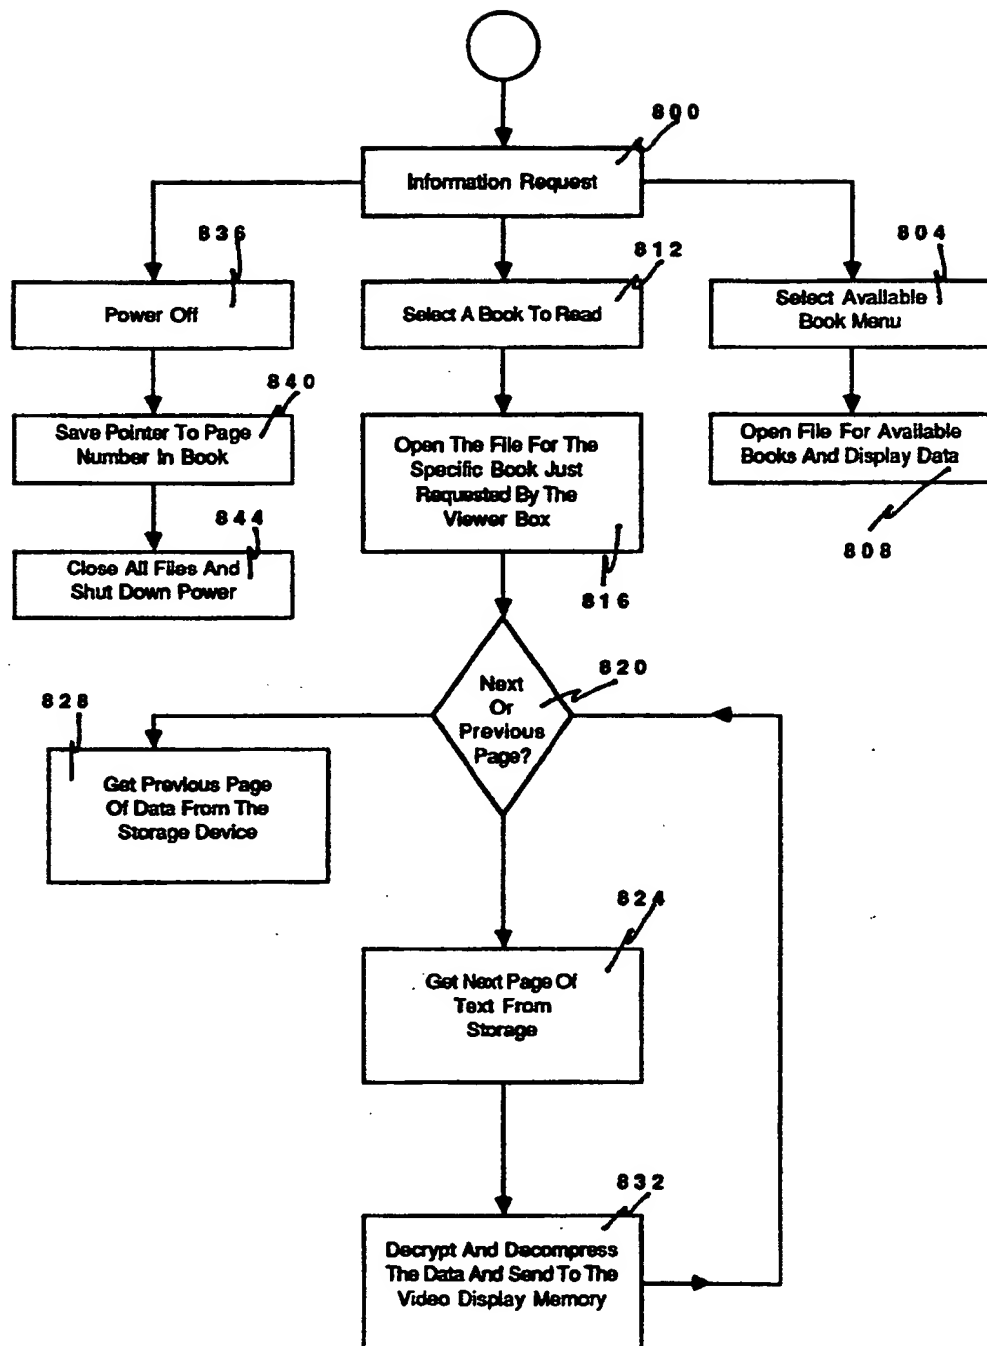 800
Information Request
836
812
804
Power Off
Select A Book To Read
Select Available
Book Menu
840
Save Pointer To Page
Number In Book
Open The File For The
Specific Book Just
Requested By The
Viewer Box
Open File For Available
Books And Display Data
844
808
Close All Files And
Shut Down Power
816
820
Next
Or
Previous
Page?
828
Get Previous Page
Of Data From The
Storage Device
824
Get Next Page Of
Text From
Storage
832
Decrypt And Decompress
The Data And Send To The
Video Display Memory